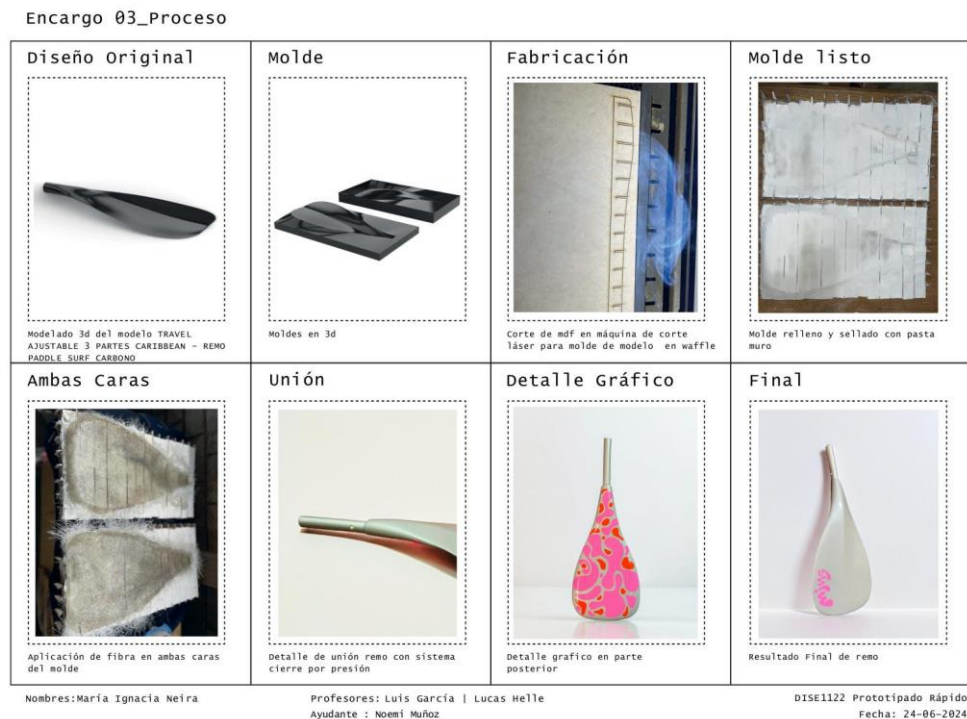 Encargo 03_Proceso
Diseño Original
Modelado 3d del modelo TRAVEL
AJUSTABLE 3 PARTES CARIBBEAN – REMO
PADDLE SURF CARBONO
Molde
Moldes en 3d
Fabricación
Corte de mdf en máquina de corte
láser para molde de modelo en waffle
Molde listo
Molde relleno y sellado con pasta
muro
Ambas Caras
Aplicación de fibra en ambas caras
del molde
Unión
Detalle de unión remo con sistema
cierre por presión
Detalle Gráfico
Detalle grafico en parte
posterior
Final
Resultado Final de remo
Nombres:María Ignacia Neira
Profesores: Luis García | Lucas Helle
Ayudante : Noemi Muñoz
DISE1122 Prototipado Rápido
Fecha: 24-06-2024